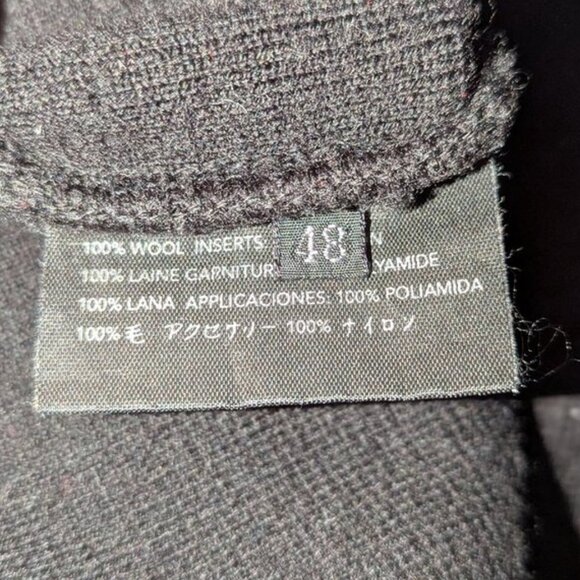 100% WOOL INSERTS 48 N
100% LAINE GARNITUR YAMIDE
100% LANA APPLICACIONES: 100% POLIAMIDA
100% 毛 アクセサリー 100% ナイロン